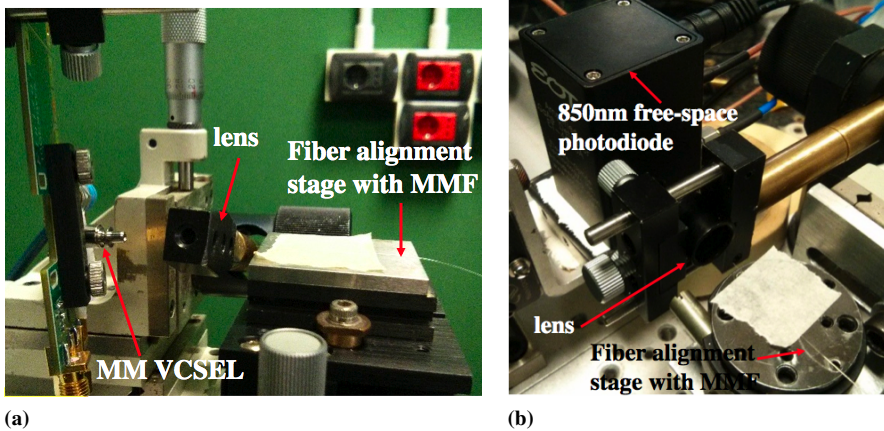 lens
Fiber alignment
stage with MMF
MM VCSEL
(a)
850nm free-space
photodiode
lens
Fiber alignment
stage with MMF
(b)